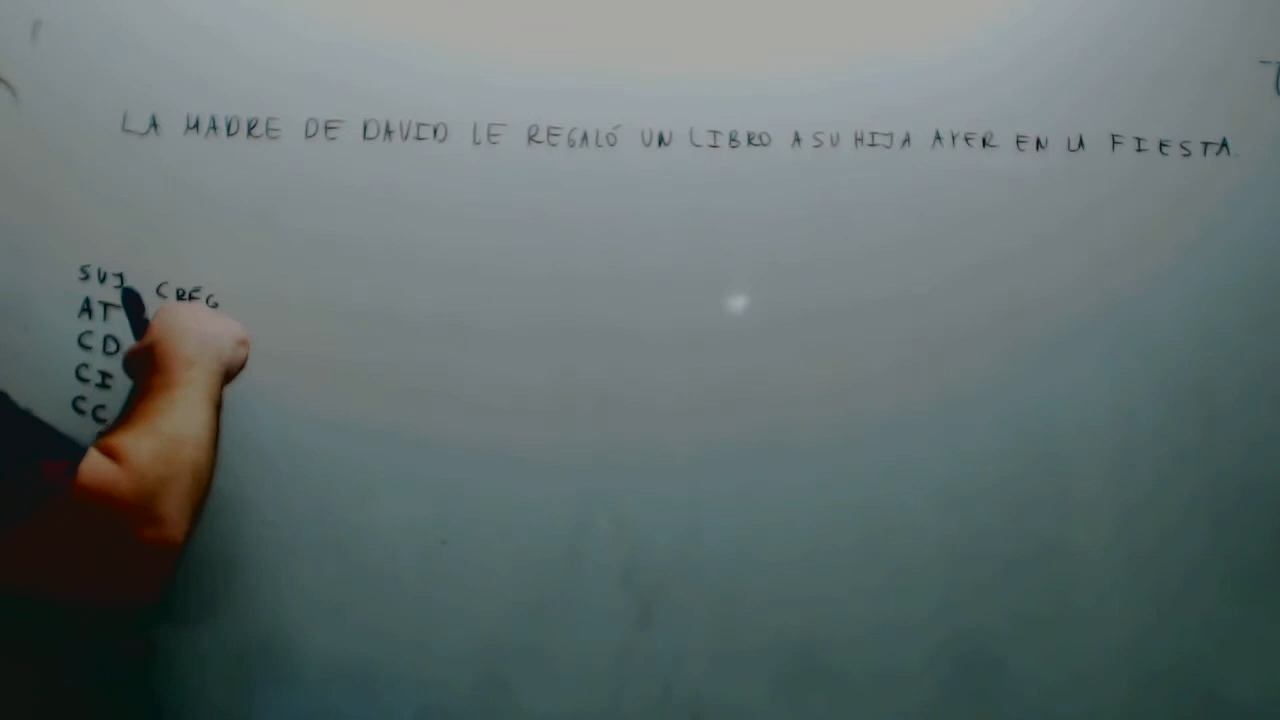 LA MADRE DE DAVID LE REGALÓ UN LIBRO A SU HIJA AYER EN LA FIESTA.
SUJ CREG
AT
CD
CI
CC